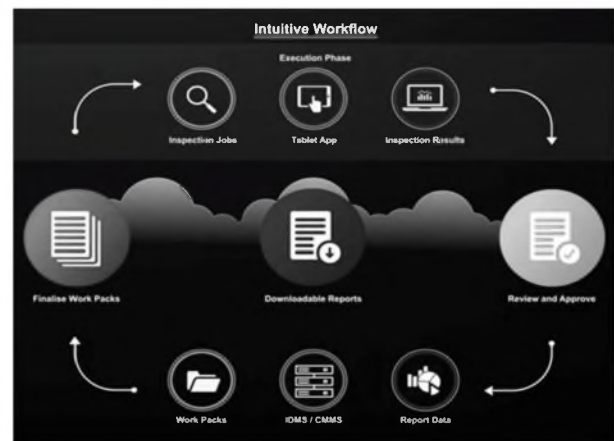 Intuitive Workflow
Execution Phase
Inspection Jobs
Tablet App
Inspection Results
Finalise Work Packs
Downloadable Reports
Review and Approve
Work Packs
IDMS / CMMS
Report Data